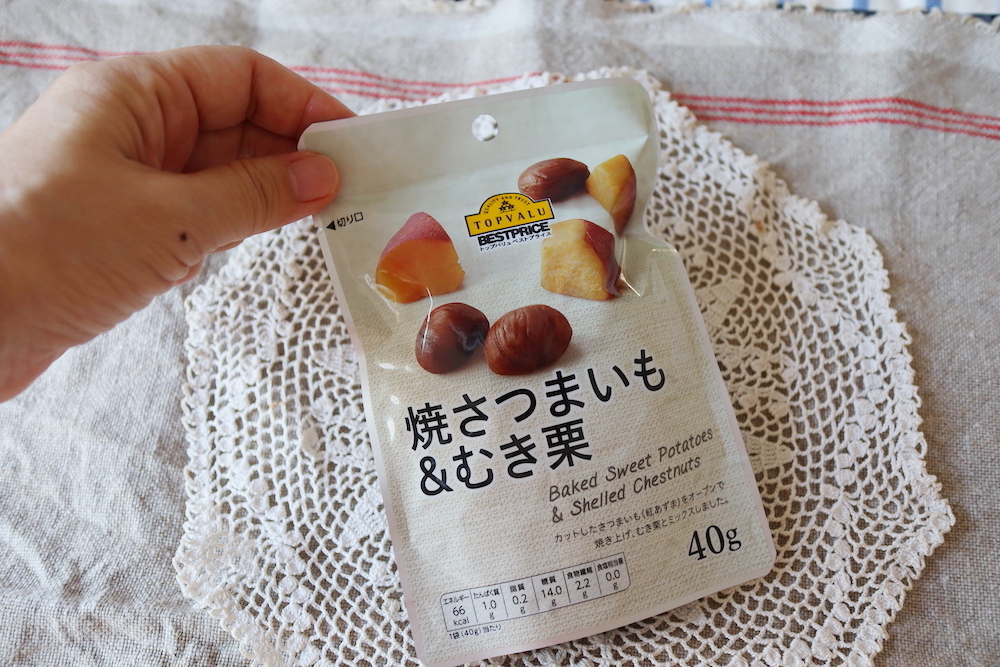 ◀切り口
QUALITY AND TRUST
TOPVALU
BESTPRICE
トップバリュ ベストプライス
焼さつまいも
&むき栗
Baked Sweet Potatoes
& Shelled Chestnuts
カットしたさつまいも(紅あずま)をオーブンで
焼き上げ、むき栗とミックスしました。
40g
エネルギー たんぱく質 脂質 糖質 食物繊維 食塩相当量
66 kcal 1.0 g 0.2 g 14.0 g 2.2 g 0.0 g
1袋(40g)当たり